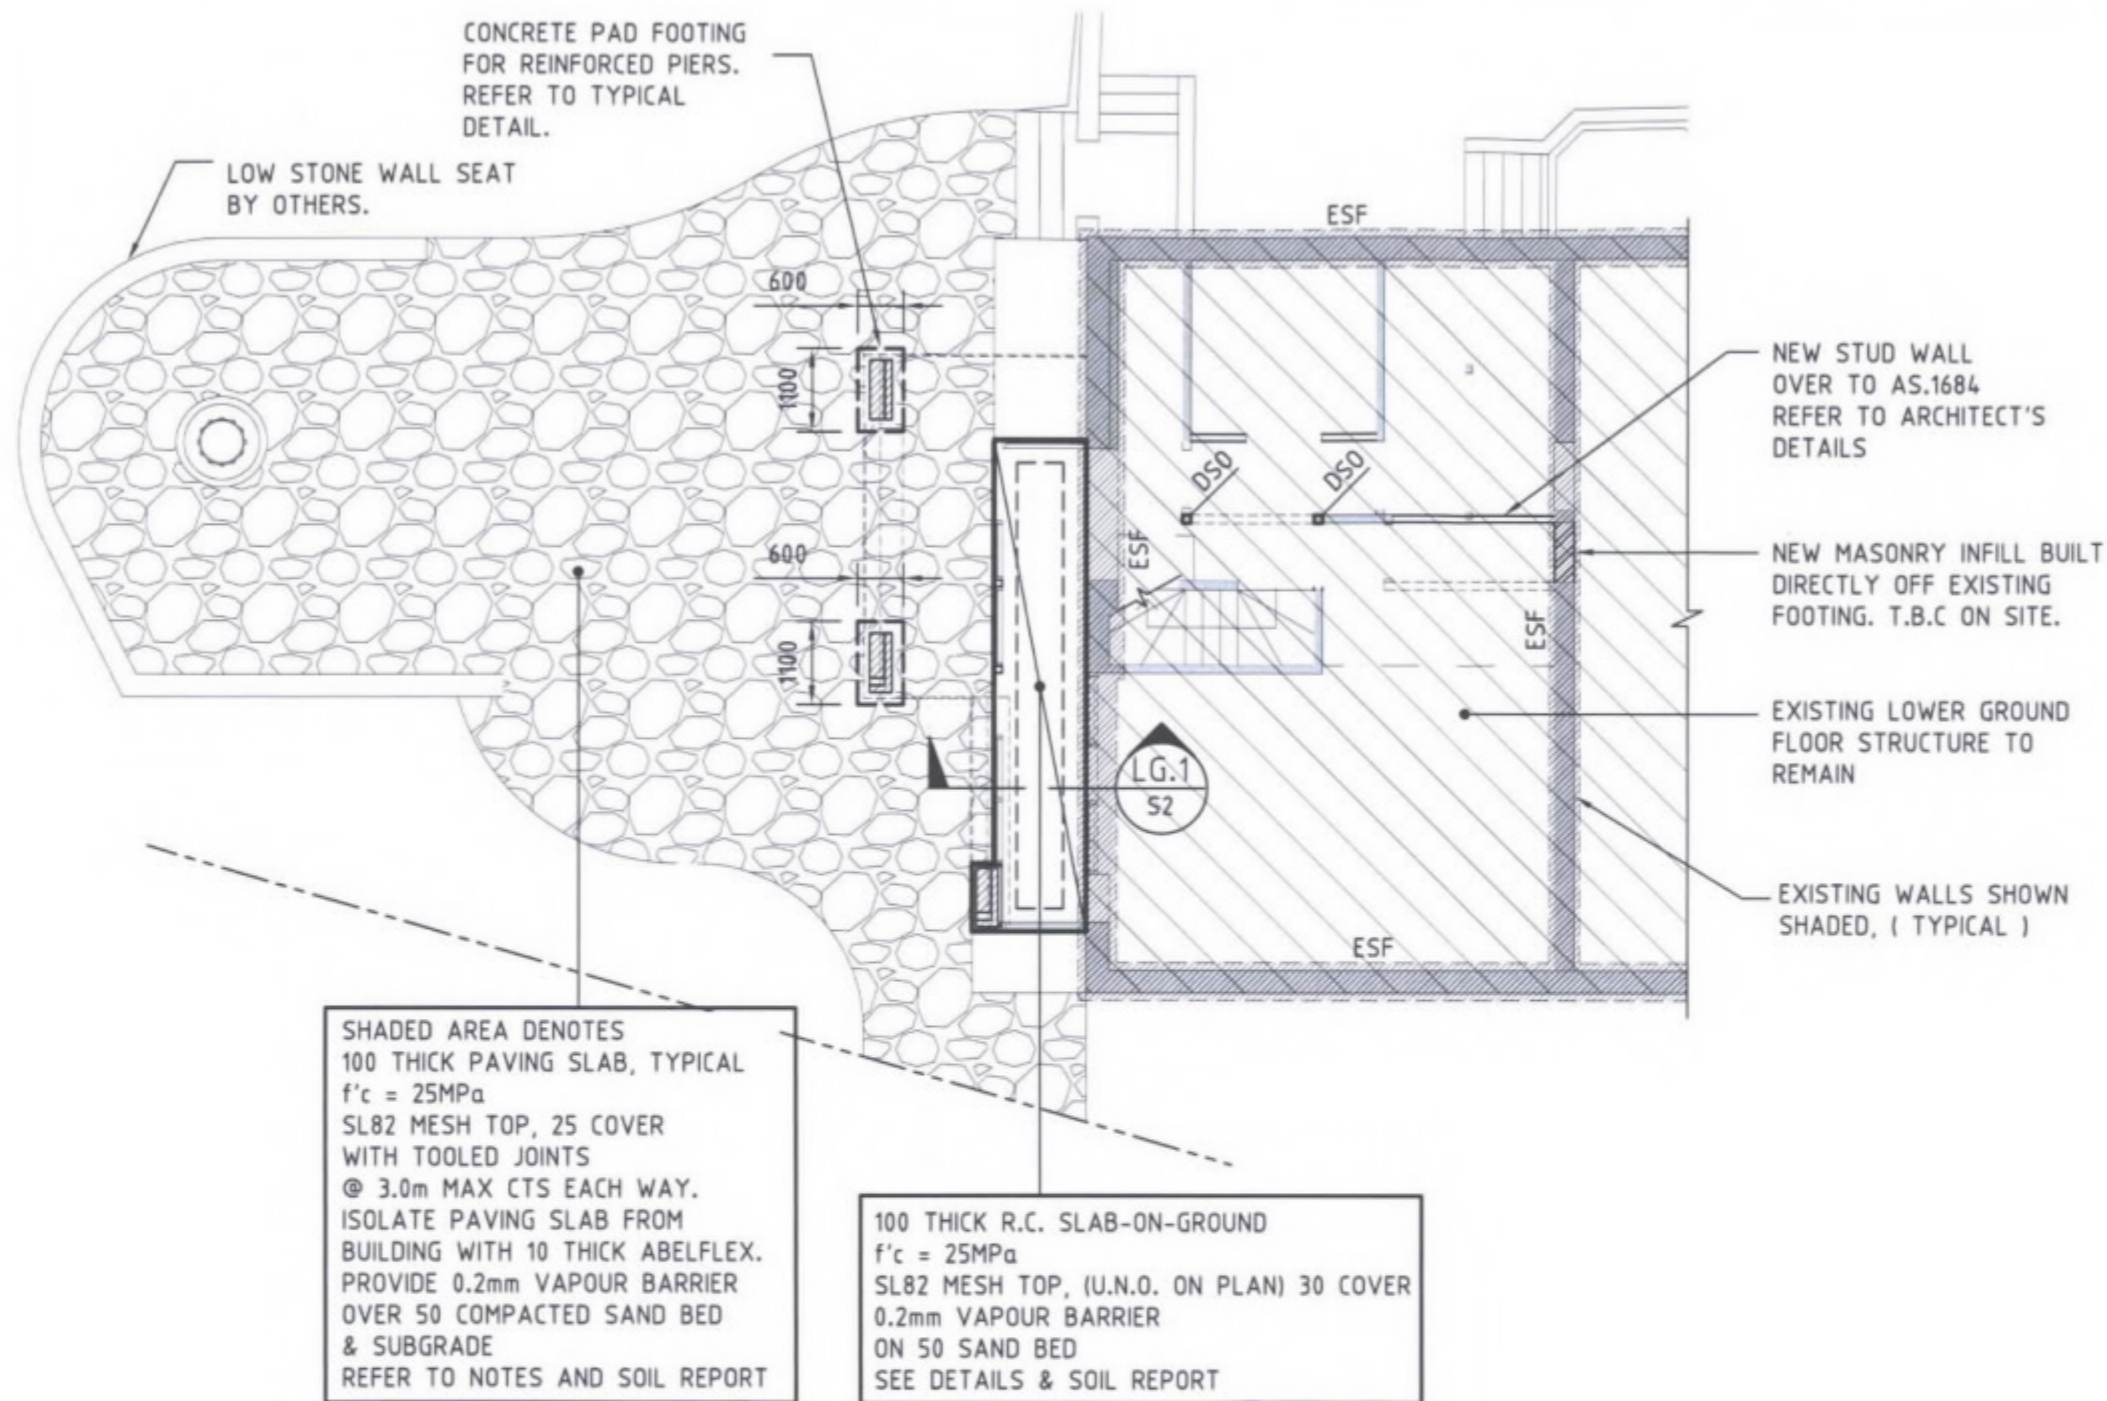 CONCRETE PAD FOOTING
FOR REINFORCED PIERS.
REFER TO TYPICAL
DETAIL.
LOW STONE WALL SEAT
BY OTHERS.
ESF
600
1100
NEW STUD WALL
OVER TO AS.1684
REFER TO ARCHITECT'S
DETAILS
DSO
DSO
ESF
600
NEW MASONRY INFILL BUILT
DIRECTLY OFF EXISTING
FOOTING. T.B.C ON SITE.
ESF
1100
EXISTING LOWER GROUND
FLOOR STRUCTURE TO
REMAIN
LG.1
S2
EXISTING WALLS SHOWN
SHADED, ( TYPICAL )
ESF
SHADED AREA DENOTES
100 THICK PAVING SLAB, TYPICAL
f'c = 25MPa
SL82 MESH TOP, 25 COVER
WITH TOOLED JOINTS
@ 3.0m MAX CTS EACH WAY.
ISOLATE PAVING SLAB FROM
BUILDING WITH 10 THICK ABELFLEX.
PROVIDE 0.2mm VAPOUR BARRIER
OVER 50 COMPACTED SAND BED
& SUBGRADE
REFER TO NOTES AND SOIL REPORT
100 THICK R.C. SLAB-ON-GROUND
f'c = 25MPa
SL82 MESH TOP, (U.N.O. ON PLAN) 30 COVER
0.2mm VAPOUR BARRIER
ON 50 SAND BED
SEE DETAILS & SOIL REPORT